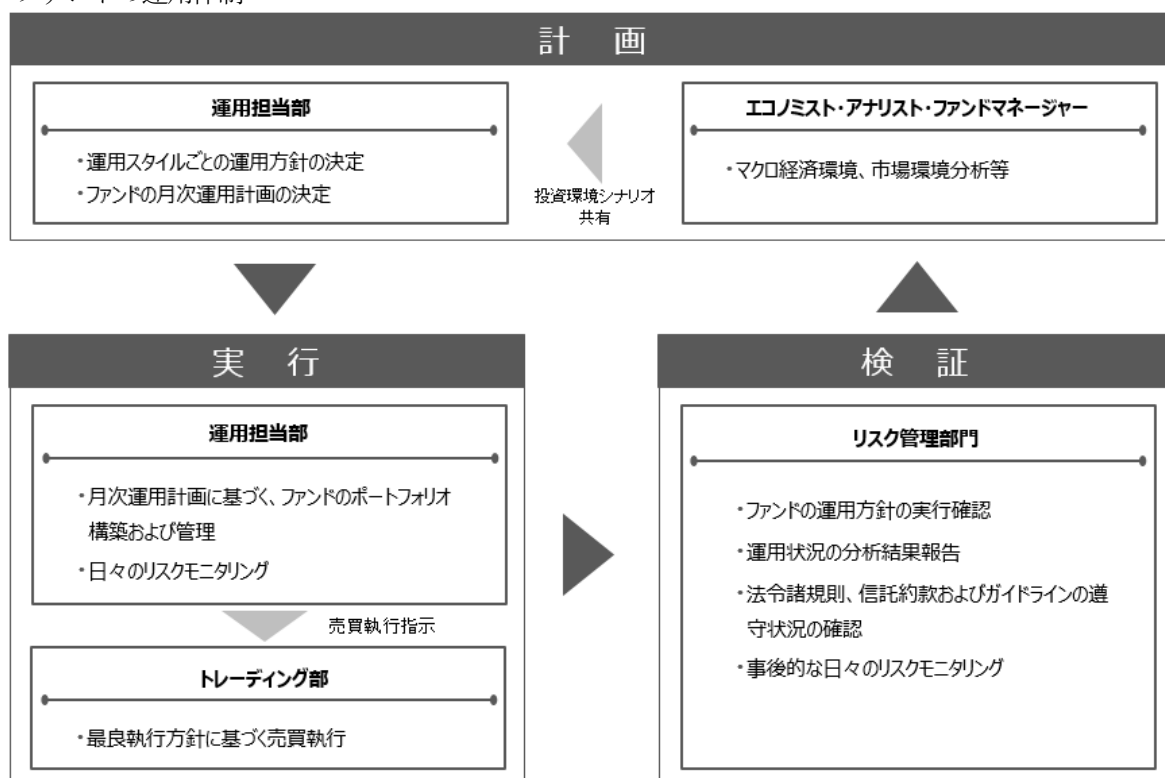 計 画
運用担当部
・運用スタイルごとの運用方針の決定
・ファンドの月次運用計画の決定
投資環境シナリオ
共有
エコノミスト・アナリスト・ファンドマネージャー
・マクロ経済環境、市場環境分析等
実 行
運用担当部
・月次運用計画に基づく、ファンドのポートフォリオ
構築および管理
・日々のリスクモニタリング
売買執行指示
トレーディング部
・最良執行方針に基づく売買執行
検 証
リスク管理部門
・ファンドの運用方針の実行確認
・運用状況の分析結果報告
・法令諸規則、信託約款およびガイドラインの遵
守状況の確認
・事後的な日々のリスクモニタリング